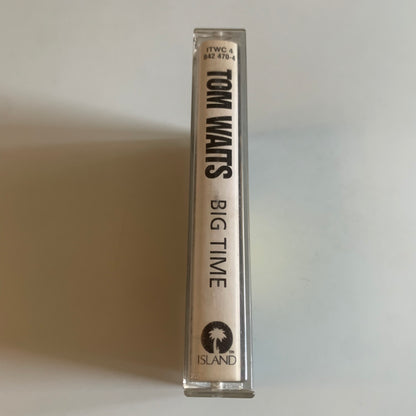 ITWC 4
842 470-4
TOM WAITS
BIG TIME
ISLAND